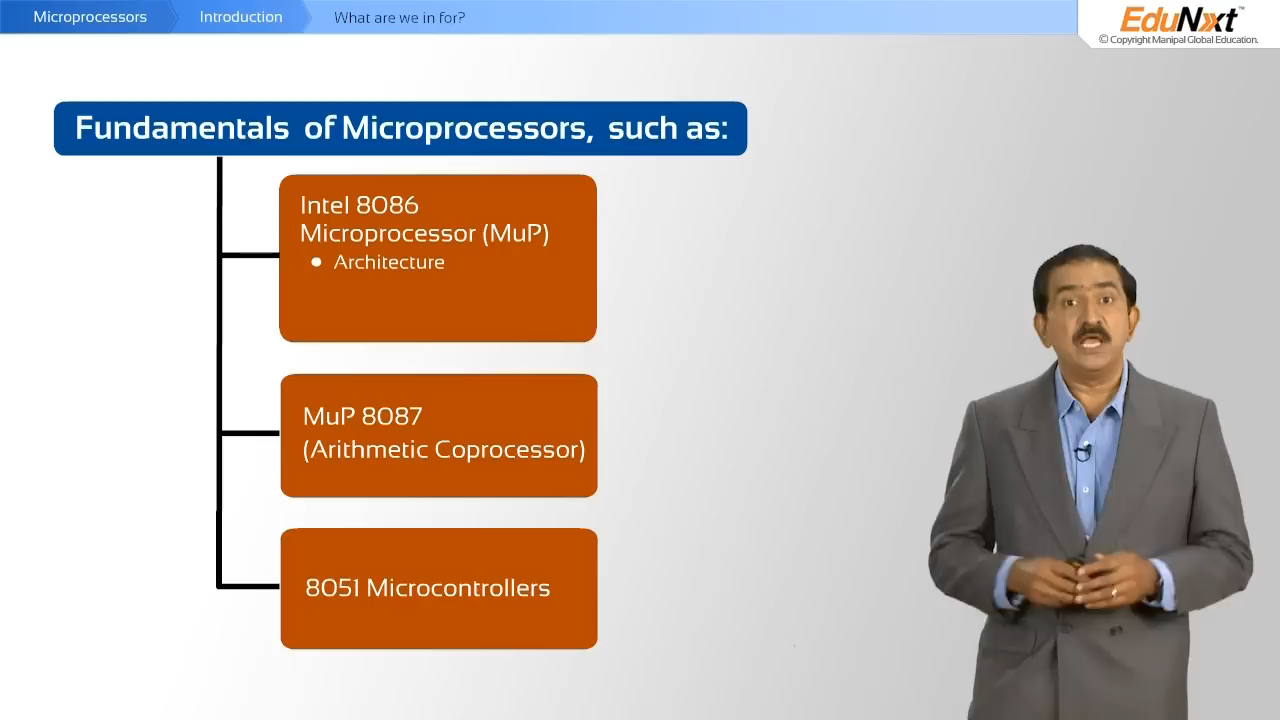 Microprocessors
Introduction
What are we in for?
EduNxt™
© Copyright Manipal Global Education.
Fundamentals of Microprocessors, such as:
Intel 8086
Microprocessor (MuP)
● Architecture
MuP 8087
(Arithmetic Coprocessor)
8051 Microcontrollers